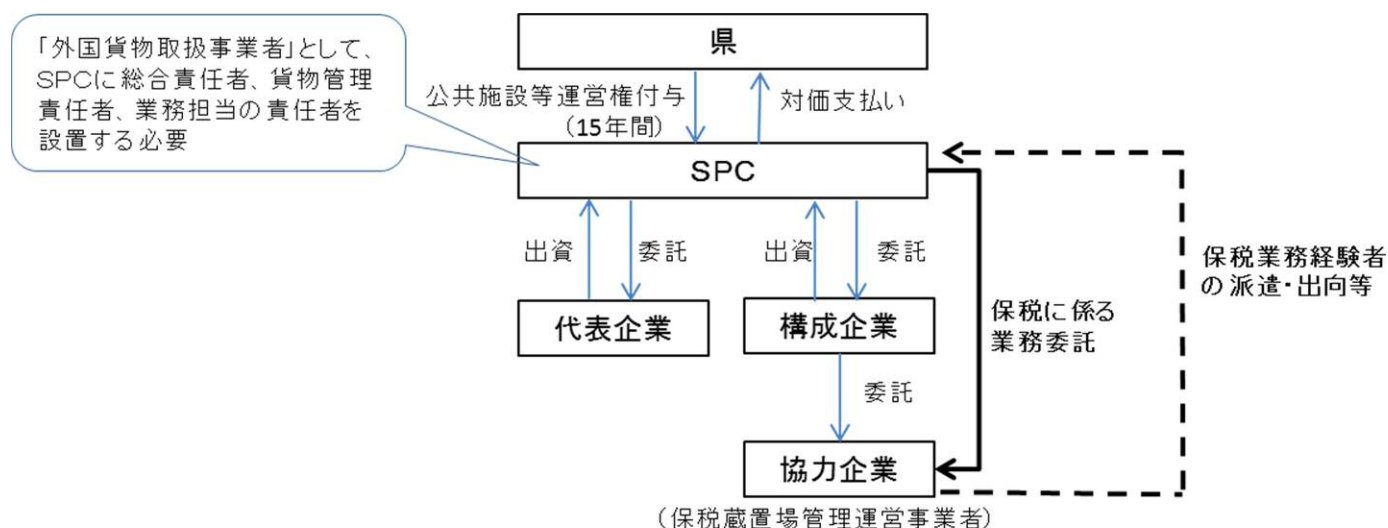 「外国貨物取扱事業者」として、
SPCに総合責任者、貨物管理
責任者、業務担当の責任者を
設置する必要
県
公共施設等運営権付与
(15年間)
対価支払い
SPC
出資
委託
出資
委託
保税に係る
業務委託
保税業務経験者
の派遣・出向等
代表企業
構成企業
委託
協力企業
(保税蔵置場管理運営事業者)